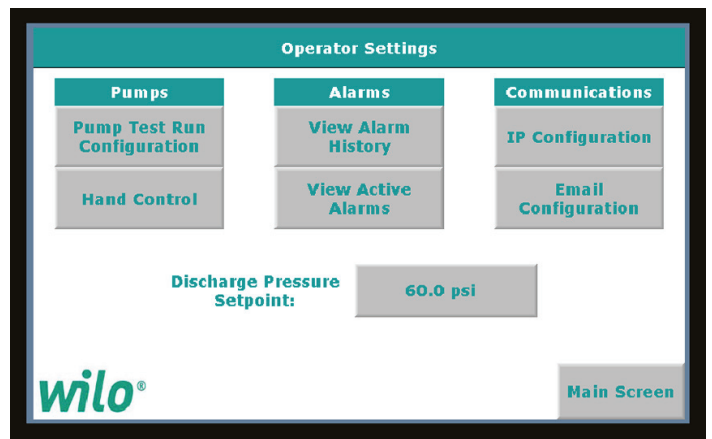 Operator Settings
Pumps
Pump Test Run
Configuration
Hand Control
Alarms
View Alarm
History
View Active
Alarms
Communications
IP Configuration
Email
Configuration
Discharge Pressure
Setpoint:
60.0 psi
wilo®
Main Screen